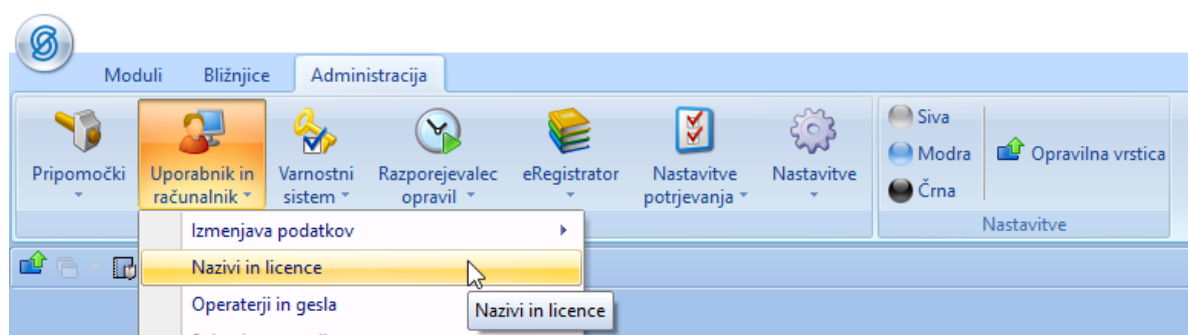 Moduli Bližnjice Administracija
Pripomočki
Uporabnik in
računalnik
Varnostni
sistem
Razporejevalec
opravil
eRegistrator
Nastavitve
potrjevanja
Nastavitve
Siva
Modra
Črna
Opravilna vrstica
Nastavitve
Izmenjava podatkov
Nazivi in licence
Operaterji in gesla
Nazivi in licence